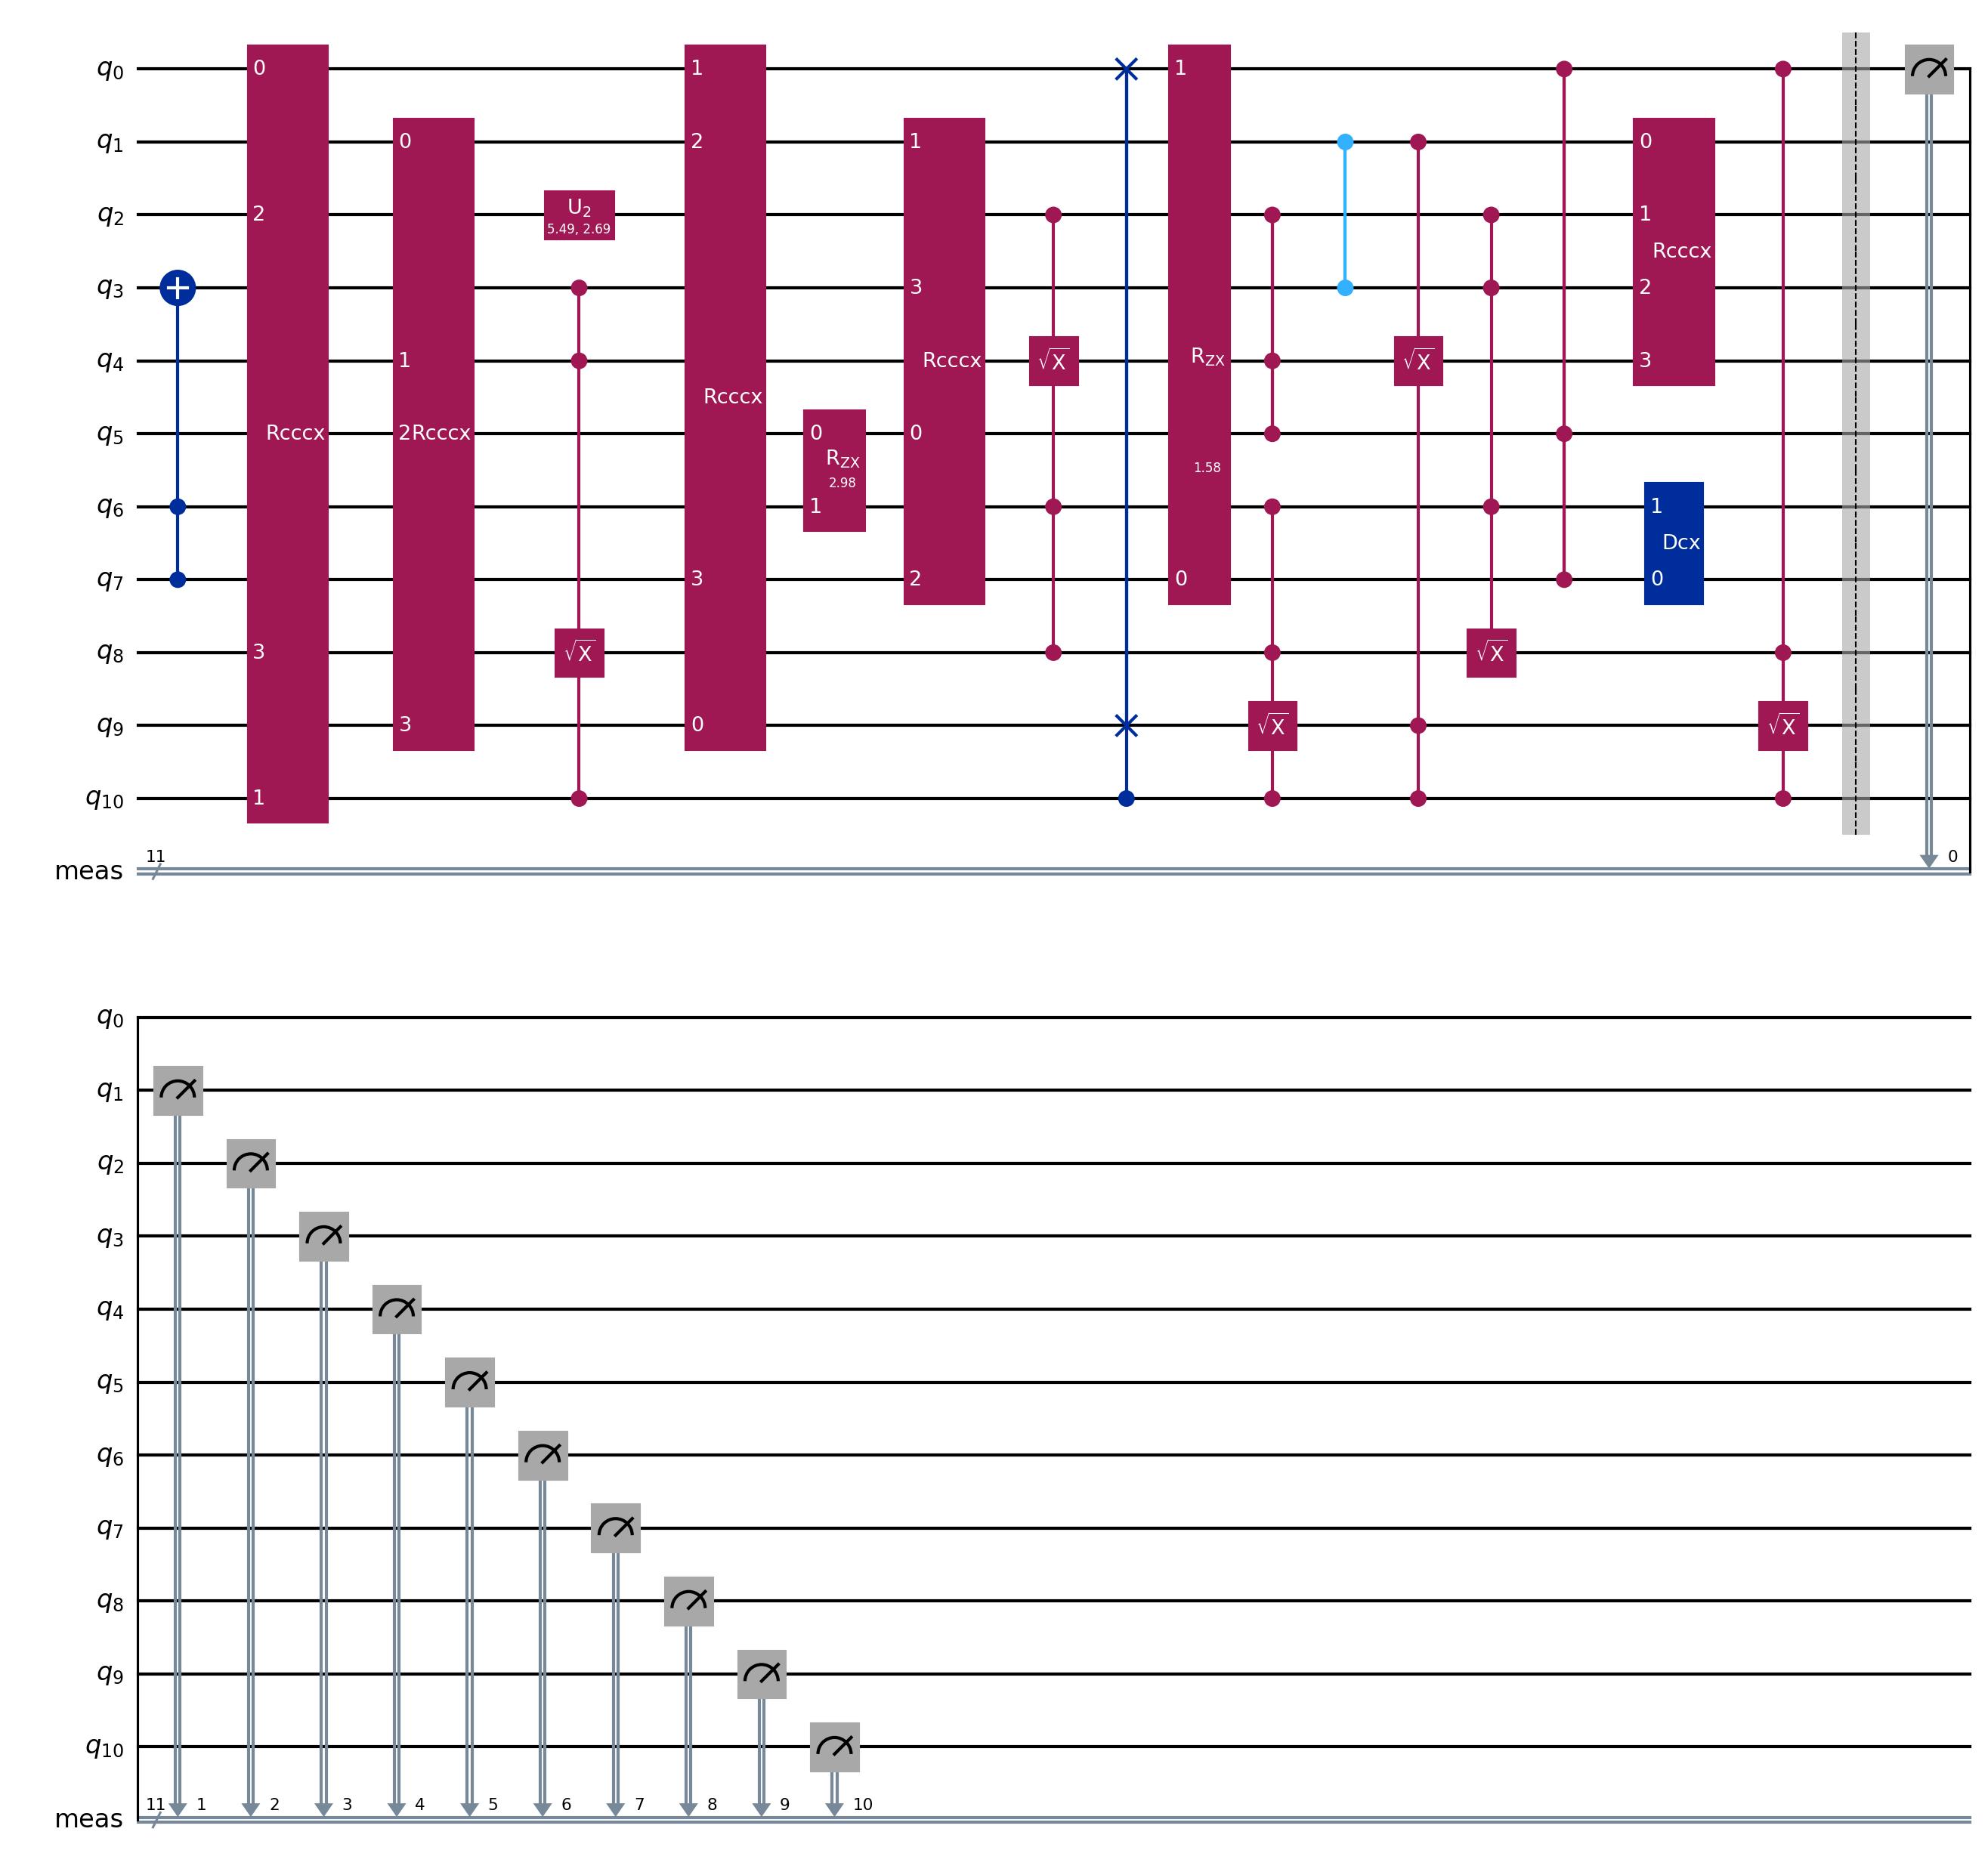 q0 0 1 1
q1 0 2 1 0
q2 2 U2 1
5.49, 2.69
Rcccx
q3 3 2
q4 1 Rcccx √X RZX √X 3
Rcccx
q5 Rcccx 2 Rcccx 0 0
RZX
2.98 1.58
q6 1 1
Dcx
q7 3 2 0 0
q8 3 √X √X
q9 3 0 √X √X
q10 1
meas 11 0
q0
q1
q2
q3
q4
q5
q6
q7
q8
q9
q10
meas 11 1 2 3 4 5 6 7 8 9 10